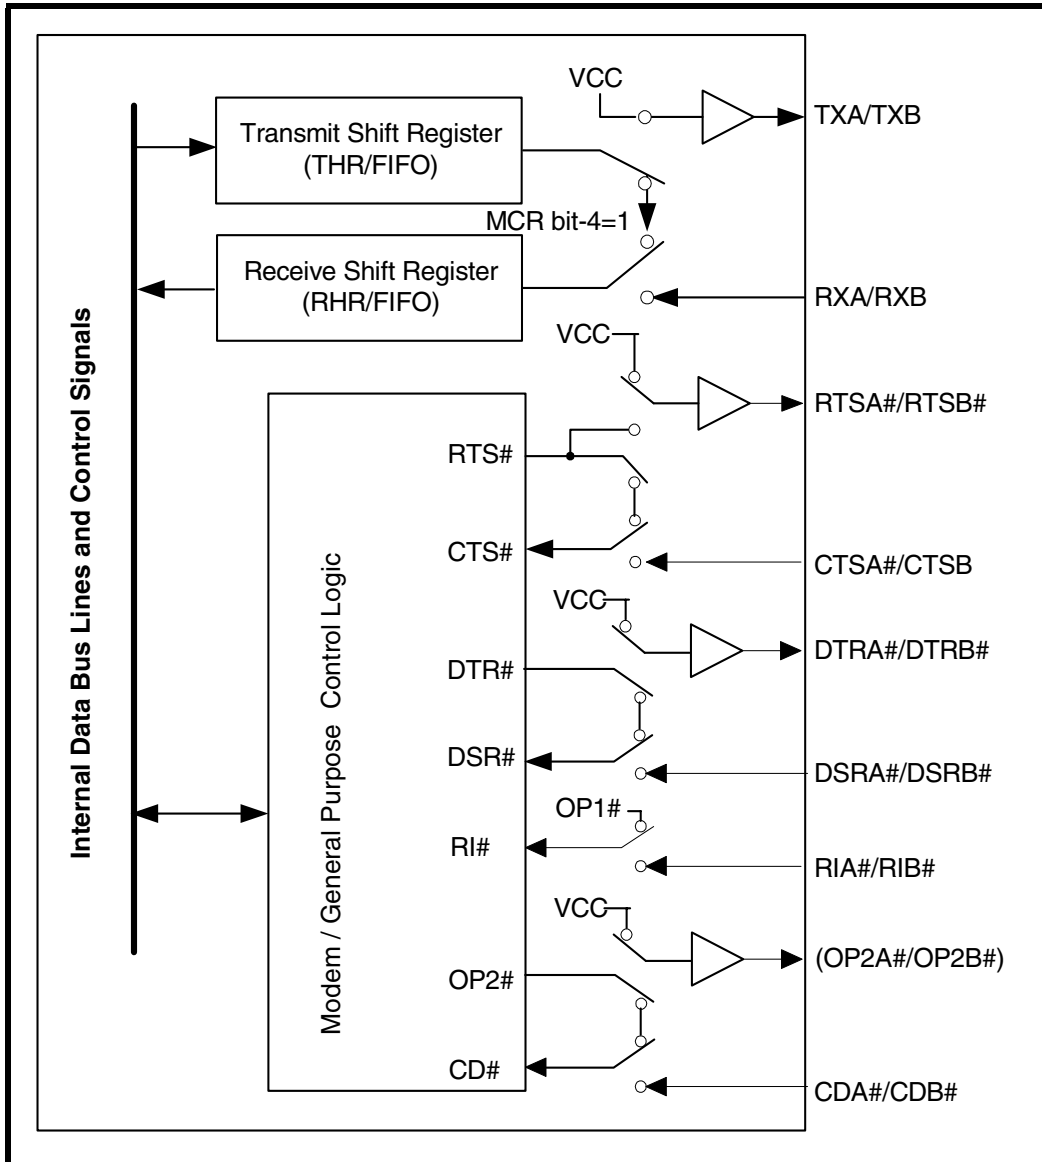 VCC
TXA/TXB
Transmit Shift Register
(THR/FIFO)
MCR bit-4=1
Receive Shift Register
(RHR/FIFO)
RXA/RXB
VCC
RTSA#/RTSB#
RTS#
CTS#
CTSA#/CTSB
VCC
DTRA#/DTRB#
DTR#
DSR#
DSRA#/DSRB#
OP1#
RI#
RIA#/RIB#
VCC
(OP2A#/OP2B#)
OP2#
CD#
CDA#/CDB#
Internal Data Bus Lines and Control Signals
Modem / General Purpose Control Logic